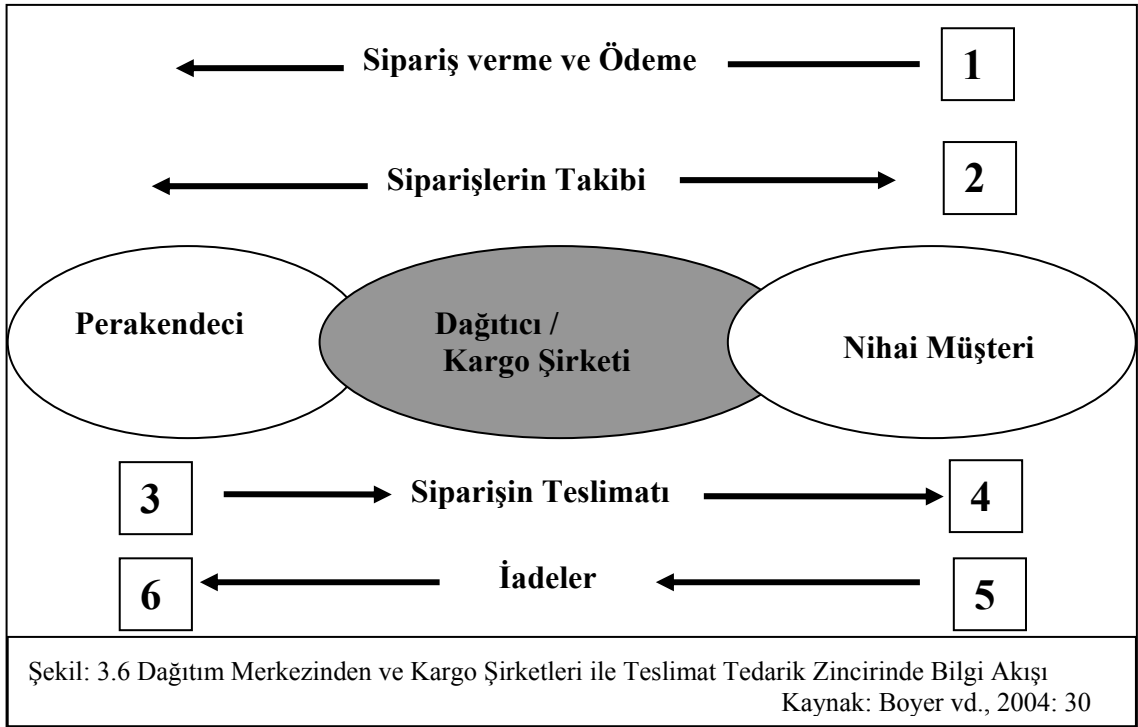 Sipariş verme ve Ödeme 1
Siparişlerin Takibi 2
Perakendeci
Dağıtıcı /
Kargo Şirketi
Nihai Müşteri
3 Siparişin Teslimatı 4
6 İadeler 5
Şekil: 3.6 Dağıtım Merkezinden ve Kargo Şirketleri ile Teslimat Tedarik Zincirinde Bilgi Akışı
Kaynak: Boyer vd., 2004: 30